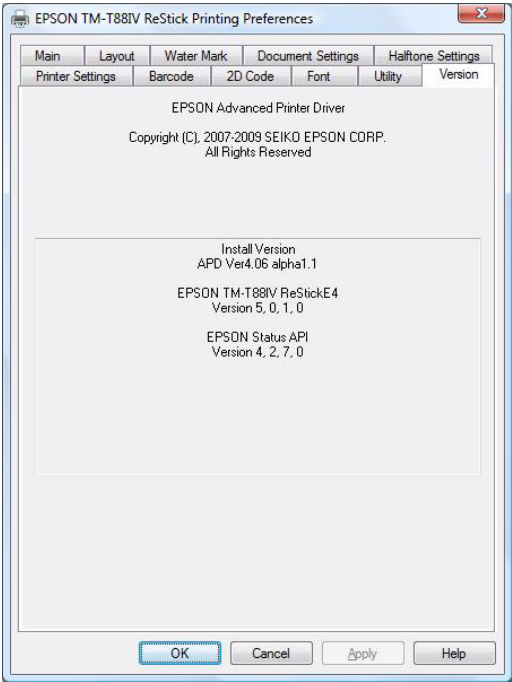 EPSON TM-T88IV ReStick Printing Preferences
Main Layout Water Mark Document Settings Halftone Settings
Printer Settings Barcode 2D Code Font Utility Version
EPSON Advanced Printer Driver
Copyright (C), 2007-2009 SEIKO EPSON CORP.
All Rights Reserved
Install Version
APD Ver4.06 alpha1.1
EPSON TM-T88IV ReStickE4
Version 5, 0, 1, 0
EPSON Status API
Version 4, 2, 7, 0
OK Cancel Apply Help